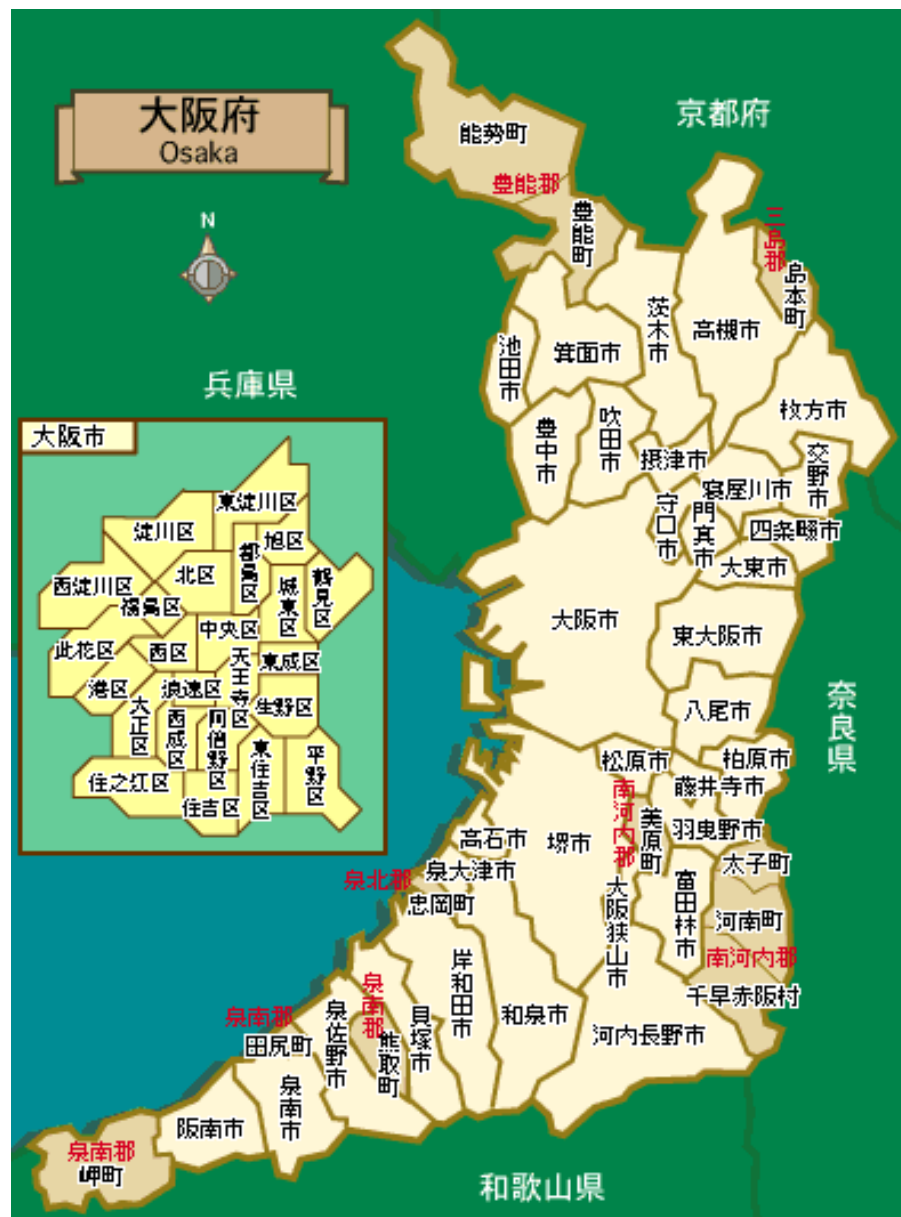 大阪府
Osaka
N
京都府
兵庫県
奈良県
和歌山県
能勢町
豊能郡
豊能町
三島郡
島本町
茨木市
高槻市
池田市
箕面市
枚方市
豊中市
吹田市
摂津市
交野市
寝屋川市
守口市
門真市
四条畷市
大東市
大阪市
東大阪市
八尾市
松原市
柏原市
藤井寺市
南河内郡
美原町
羽曳野市
太子町
高石市
堺市
泉大津市
泉北郡
忠岡町
大阪狭山市
富田林市
河南町
南河内郡
千早赤阪村
岸和田市
和泉市
河内長野市
貝塚市
泉南郡
熊取町
泉佐野市
泉南郡
田尻町
泉南市
阪南市
泉南郡
岬町
大阪市
東淀川区
淀川区
旭区
都島区
北区
鶴見区
城東区
西淀川区
福島区
中央区
此花区
西区
天王寺区
東成区
港区
浪速区
大正区
西成区
阿倍野区
生野区
東住吉区
平野区
住之江区
住吉区